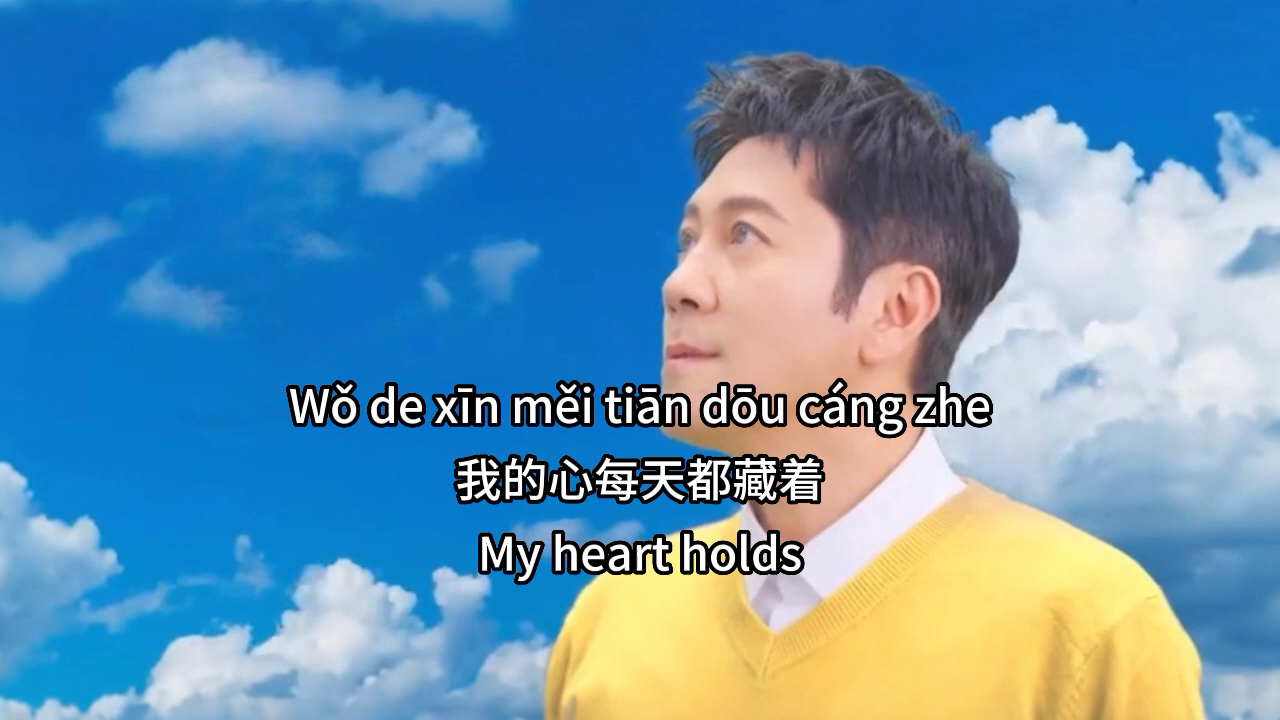 Wǒ de xīn měi tiān dōu cáng zhe
我的心每天都藏着
My heart holds